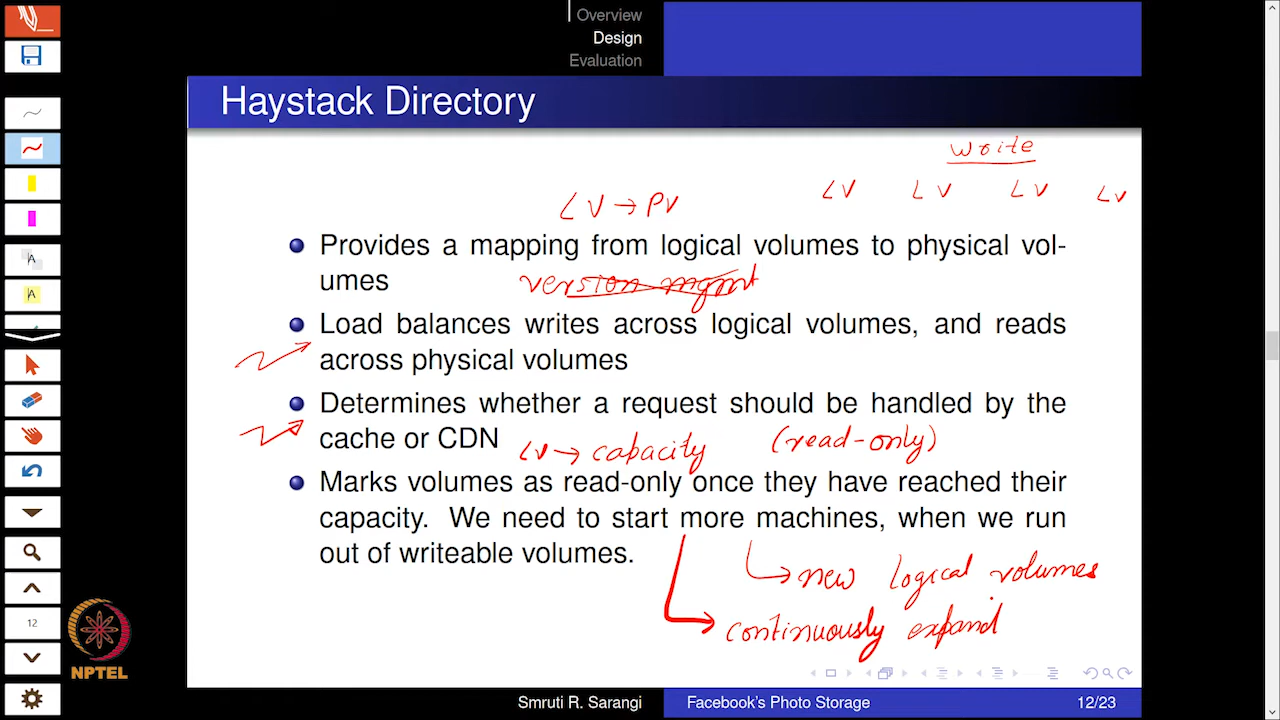 Overview
Design
Evaluation
Haystack Directory
write
LV LV LV LV
LV → PV
Provides a mapping from logical volumes to physical vol-
umes
version mgmt
Load balances writes across logical volumes, and reads
across physical volumes
Determines whether a request should be handled by the
cache or CDN
LV → capacity (read-only)
Marks volumes as read-only once they have reached their
capacity. We need to start more machines, when we run
out of writeable volumes.
new logical volumes
continuously expand
A
A
12
NPTEL
Smruti R. Sarangi Facebook's Photo Storage 12/23